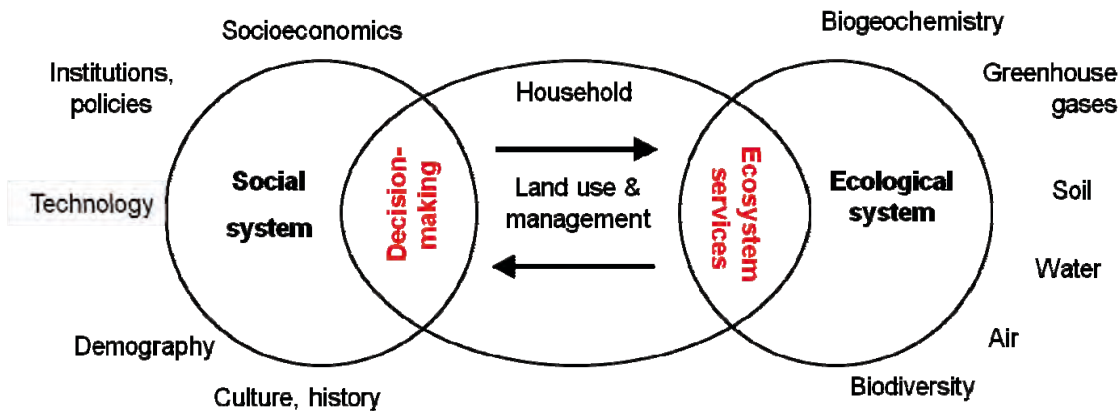 Socioeconomics
Biogeochemistry
Institutions,
policies
Household
Greenhouse
gases
Technology
Social
system
Decision-
making
Land use &
management
Ecosystem
services
Ecological
system
Soil
Water
Demography
Air
Culture, history
Biodiversity